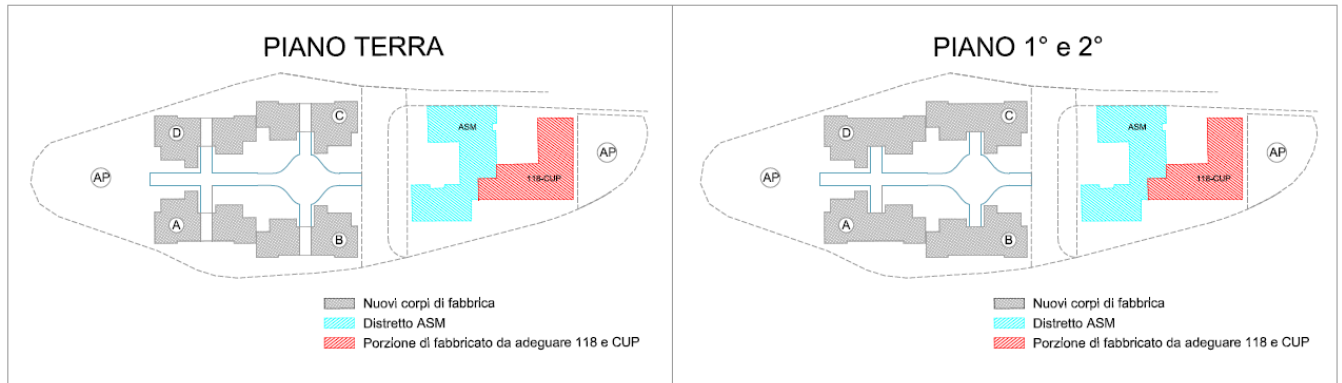 PIANO TERRA
C
D
ASM
AP
AP
118-CUP
A
B
Nuovi corpi di fabbrica
Distretto ASM
Porzione di fabbricato da adeguare 118 e CUP
PIANO 1° e 2°
C
D
ASM
AP
AP
118-CUP
A
B
Nuovi corpi di fabbrica
Distretto ASM
Porzione di fabbricato da adeguare 118 e CUP